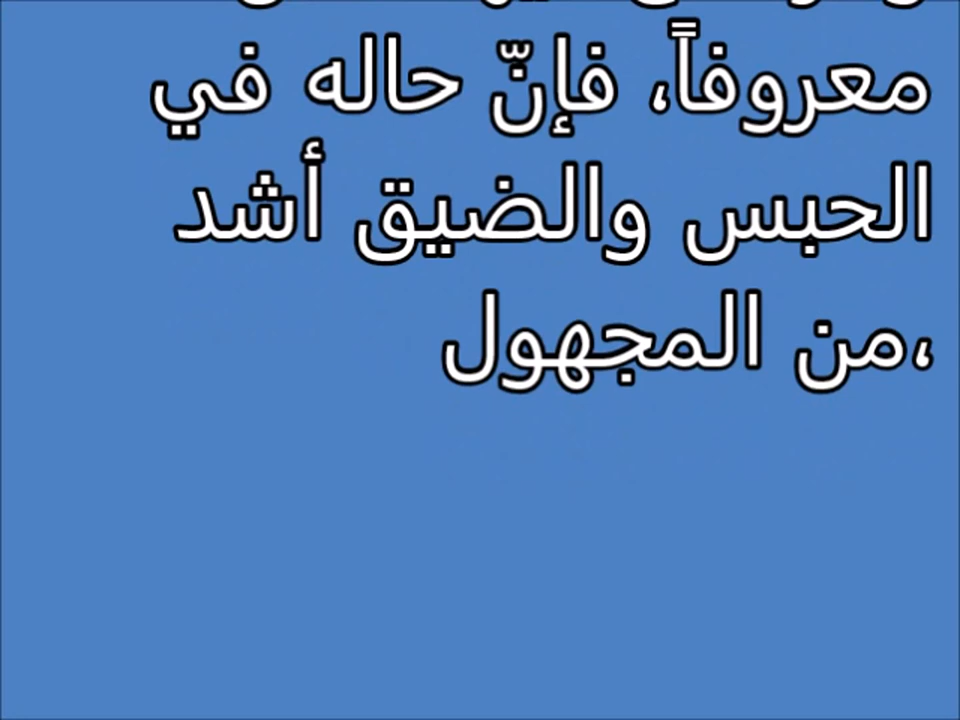 معروفاً، فإنّ حاله في
الحبس والضيق أشد
،من المجهول